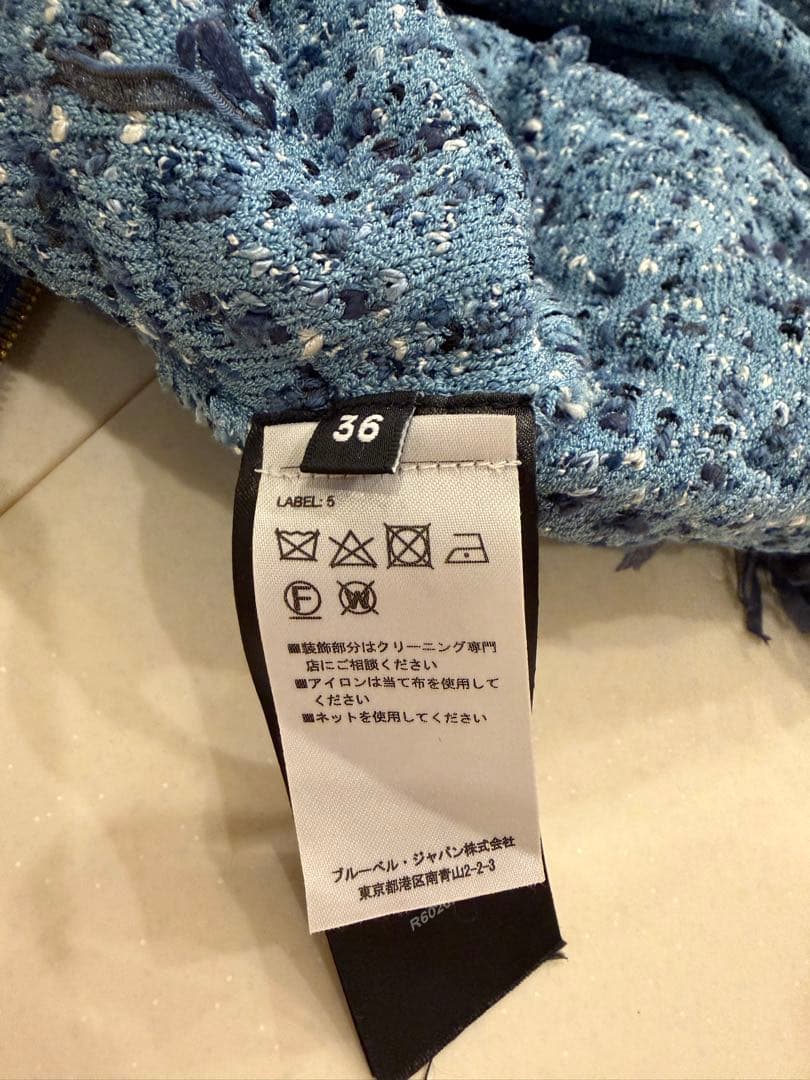 36
LABEL: 5
F W
■装飾部分はクリーニング専門
店にご相談ください
■アイロンは当て布を使用して
ください
■ネットを使用してください
ブルーベル・ジャパン株式会社
東京都港区南青山2-2-3